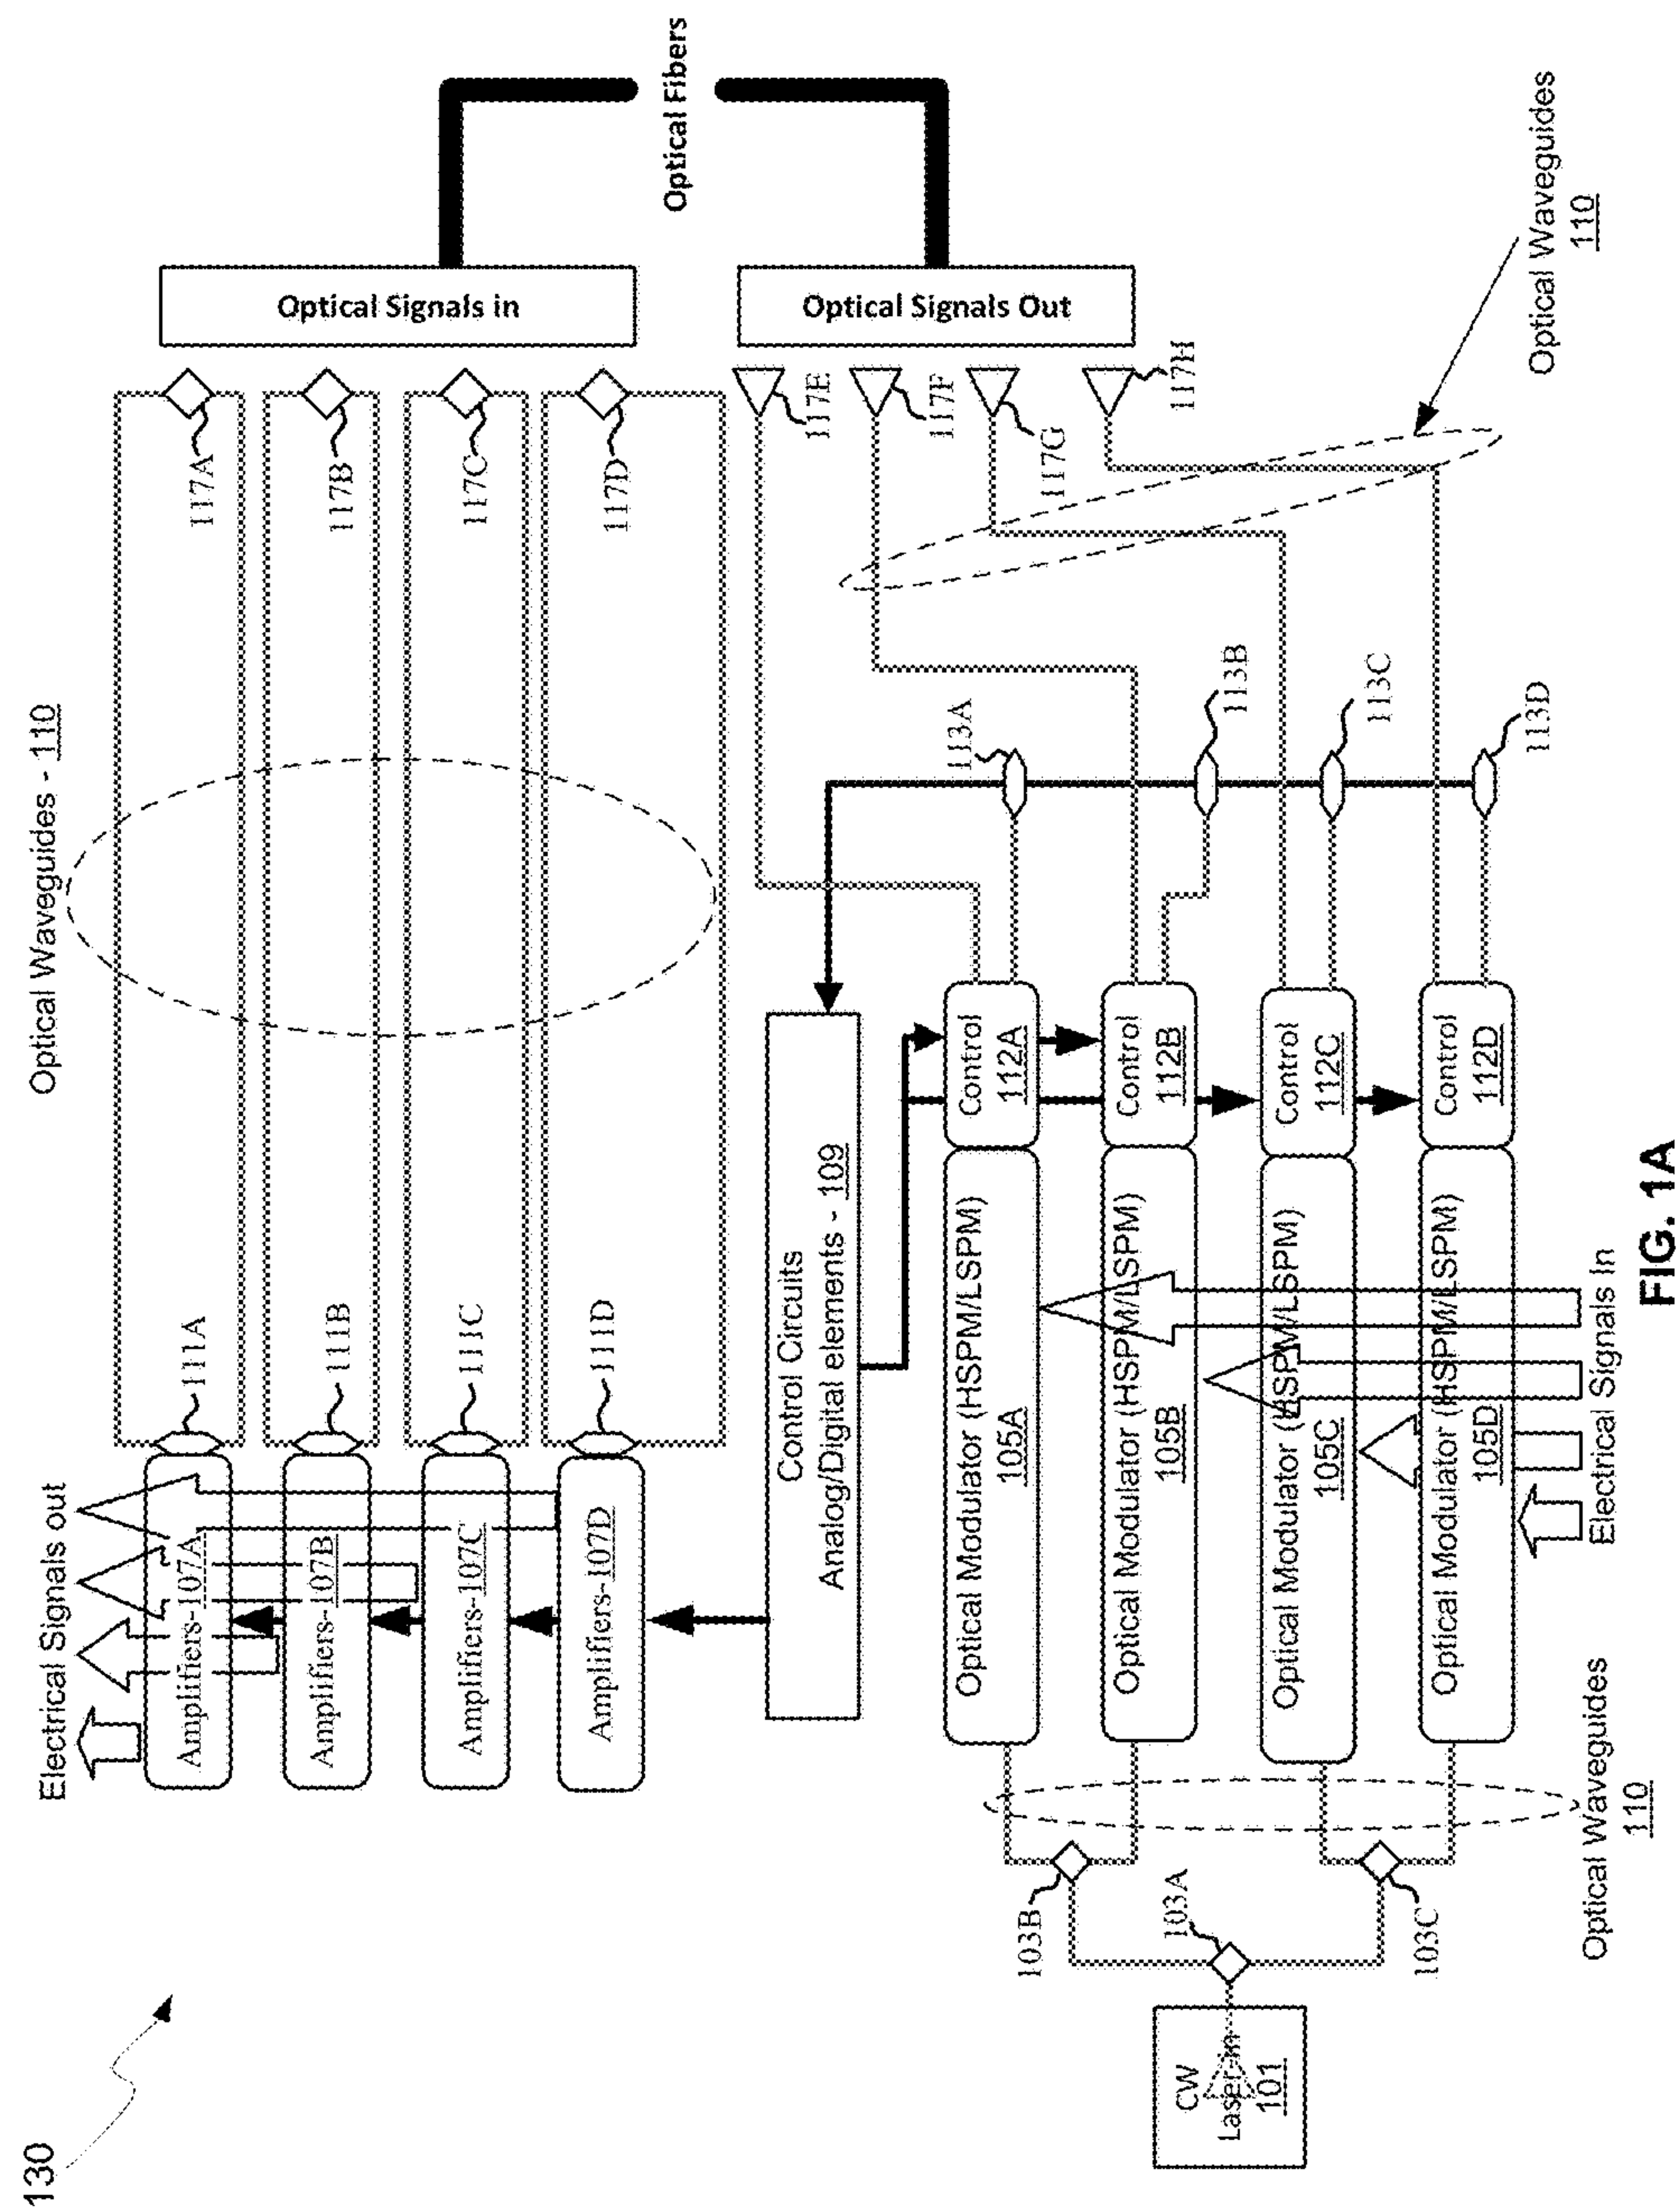 130
Electrical Signals out
Optical Waveguides - 110
Amplifiers-107A
111A
117A
Amplifiers-107B
111B
117B
Amplifiers-107C
111C
117C
Amplifiers-107D
111D
117D
Optical Signals in
Optical Fibers
Optical Signals Out
Control Circuits
Analog/Digital elements - 109
117E
117F
117G
117H
113A
113B
113C
113D
Optical Modulator (HSPM/LSPM)
105A
Control
112A
Optical Modulator (HSPM/LSPM)
105B
Control
112B
Optical Modulator (HSPM/LSPM)
105C
Control
112C
Optical Modulator (HSPM/LSPM)
105D
Control
112D
103B
103A
103C
CW
Laser-in
101
Optical Waveguides
110
Electrical Signals In
Optical Waveguides
110
FIG. 1A